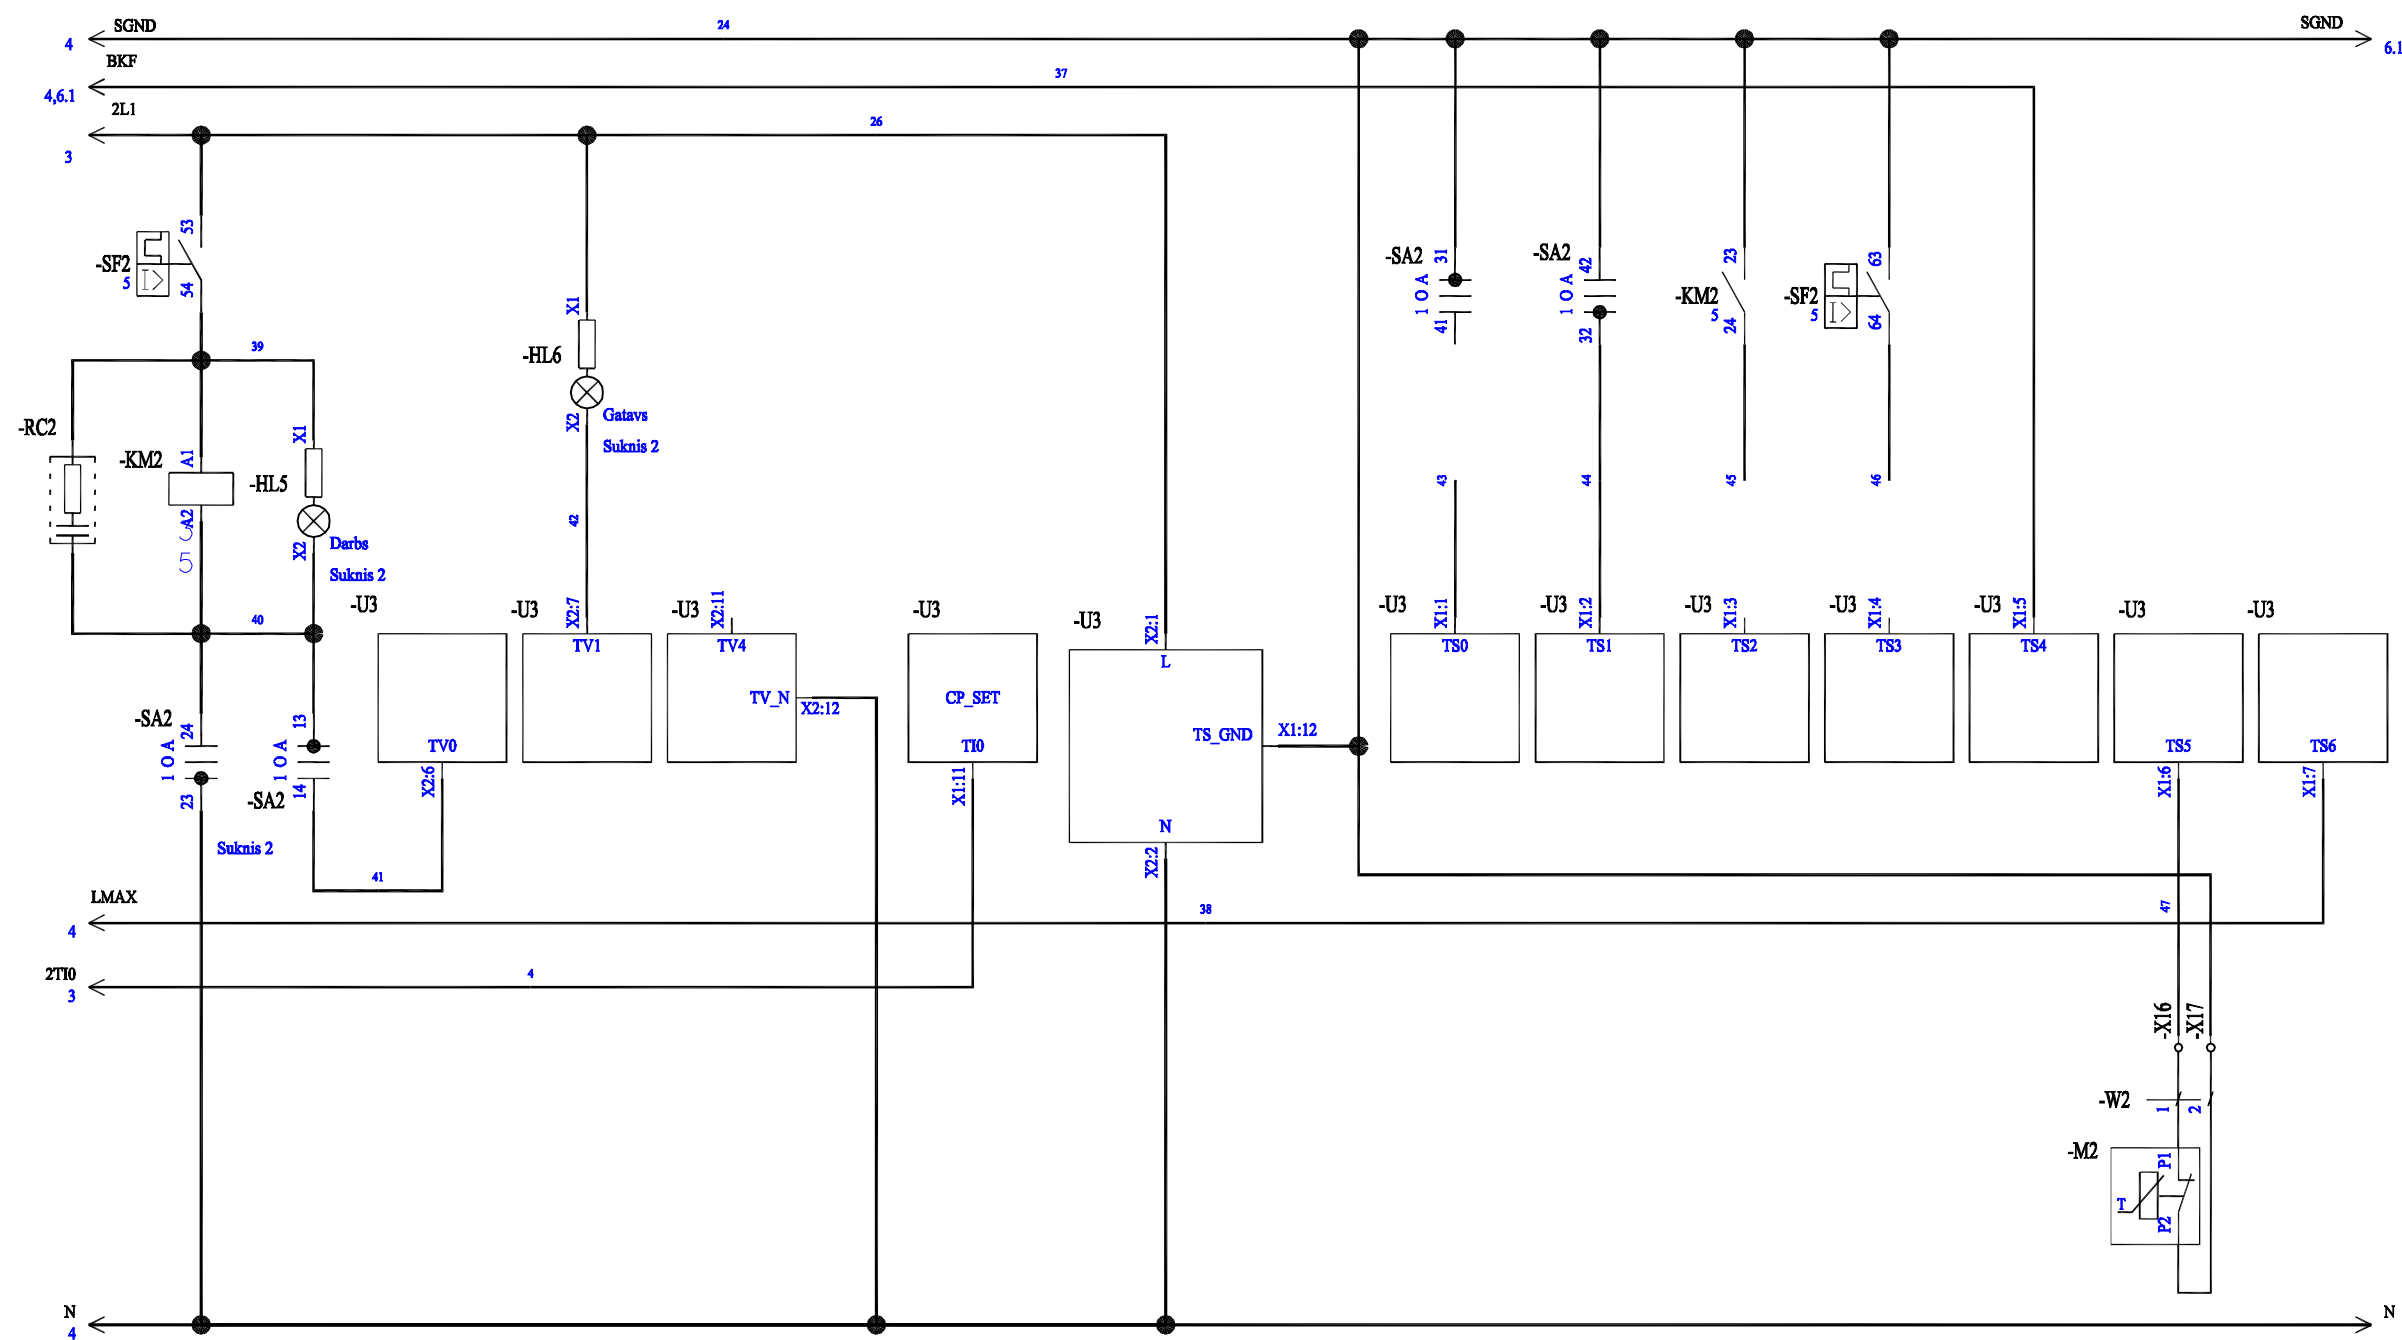 SGND
24
SGND
4
6.1
BKF
37
4,6.1
2L1
26
3
53
-SF2
5
54
39
-RC2
-KM2
A1
A2
5
-HL5
X1
X2
Darbs
Suknis 2
40
-HL6
X1
X2
Gatavs
Suknis 2
42
-SA2
31
1 0 A
41
-SA2
42
1 0 A
32
-KM2
23
5
24
-SF2
63
5
64
43
44
45
46
-U3
TV0
X2:6
-U3
X2:7
TV1
-U3
X2:11
TV4
TV_N
X2:12
-U3
CP_SET
TI0
X1:11
-U3
X2:1
L
TS_GND
X1:12
N
X2:2
-U3
X1:1
TS0
-U3
X1:2
TS1
-U3
X1:3
TS2
-U3
X1:4
TS3
-U3
X1:5
TS4
-U3
TS5
X1:6
-U3
TS6
X1:7
-SA2
24
1 0 A
23
Suknis 2
13
1 0 A
-SA2
14
41
LMAX
38
4
47
2TI0
4
3
-X16
-X17
-W2
1
2
-M2
P1
T
P2
N
4
N